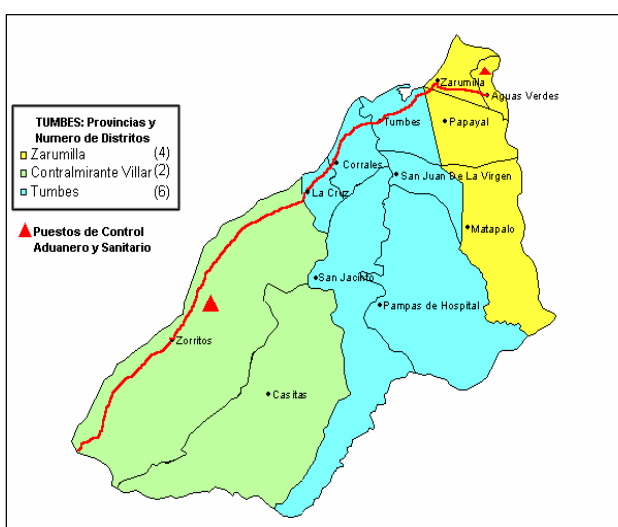 TUMBES: Provincias y
Numero de Distritos
Zarumilla (4)
Contralmirante Villar (2)
Tumbes (6)
Puestos de Control
Aduanero y Sanitario
Zarumilla
Aguas Verdes
Tumbes
Papayal
Corrales
San Juan De La Virgen
La Cruz
Matapalo
San Jacinto
Pampas de Hospital
Zorritos
Casitas